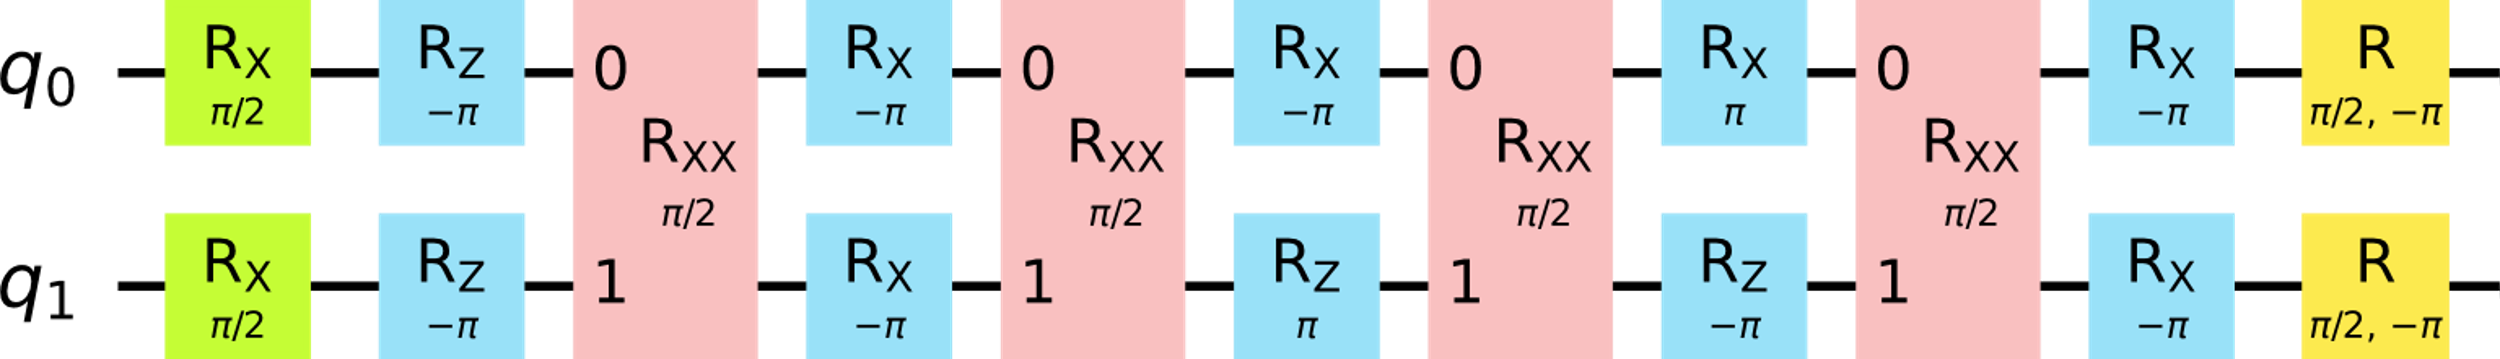 q0 RX RZ 0 RX 0 RX 0 RX 0 RX R
π/2 −π −π −π π −π π/2, −π
RXX RXX RXX RXX
π/2 π/2 π/2 π/2
q1 RX RZ 1 RX 1 RZ 1 RZ 1 RX R
π/2 −π −π π −π −π π/2, −π